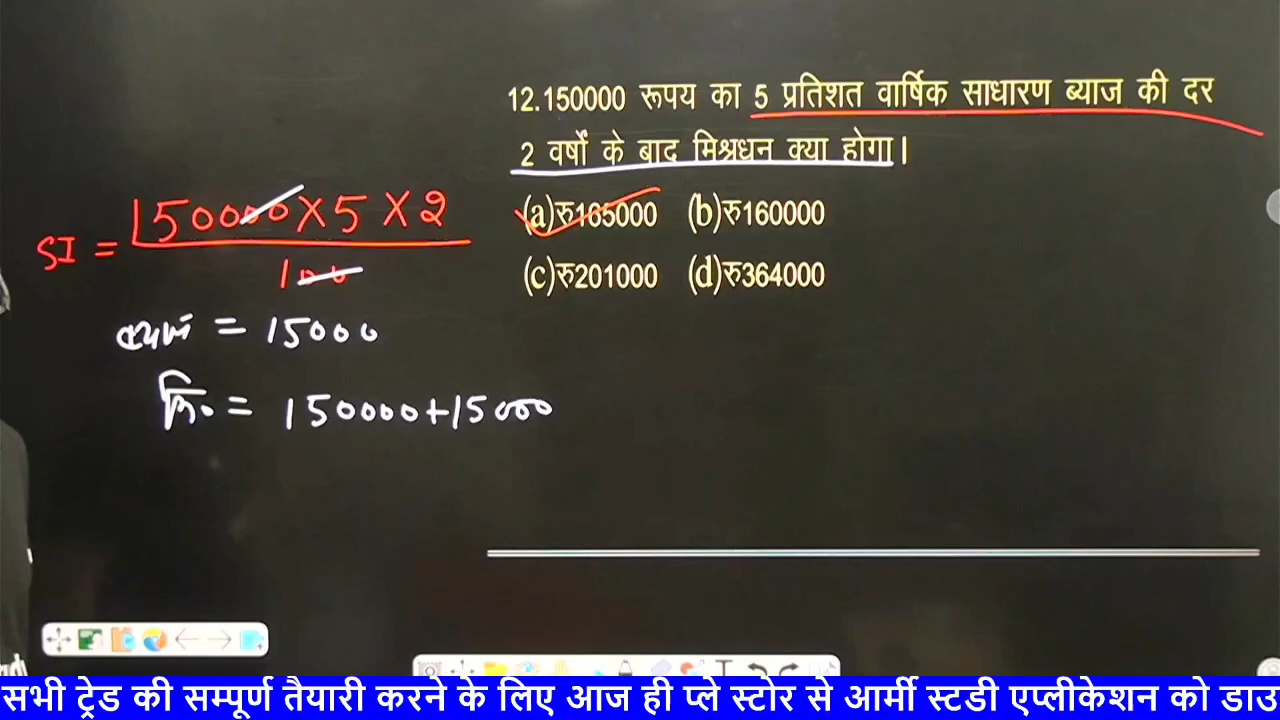 12.150000 रूपय का 5 प्रतिशत वार्षिक साधारण ब्याज की दर
2 वर्षों के बाद मिश्रधन क्या होगा।
(a)रु165000 (b)रु160000
(c)रु201000 (d)रु364000
SI = 150000 X 5 X 2
100
ब्याज = 15000
मि० = 150000+15000
सभी ट्रेड की सम्पूर्ण तैयारी करने के लिए आज ही प्ले स्टोर से आर्मी स्टडी एप्लीकेशन को डाउ